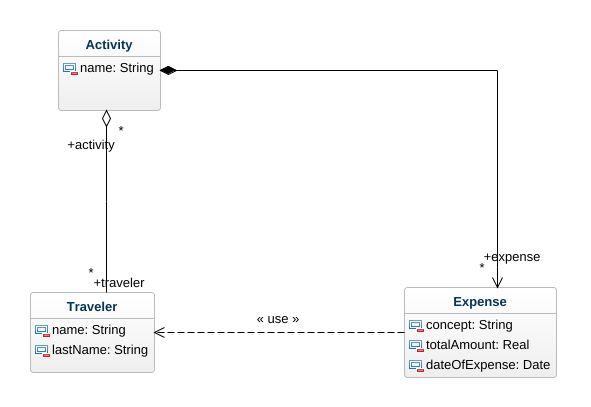 Activity
name: String
*
+activity
+expense
*
*
+traveler
Traveler
name: String
lastName: String
« use »
Expense
concept: String
totalAmount: Real
dateOfExpense: Date